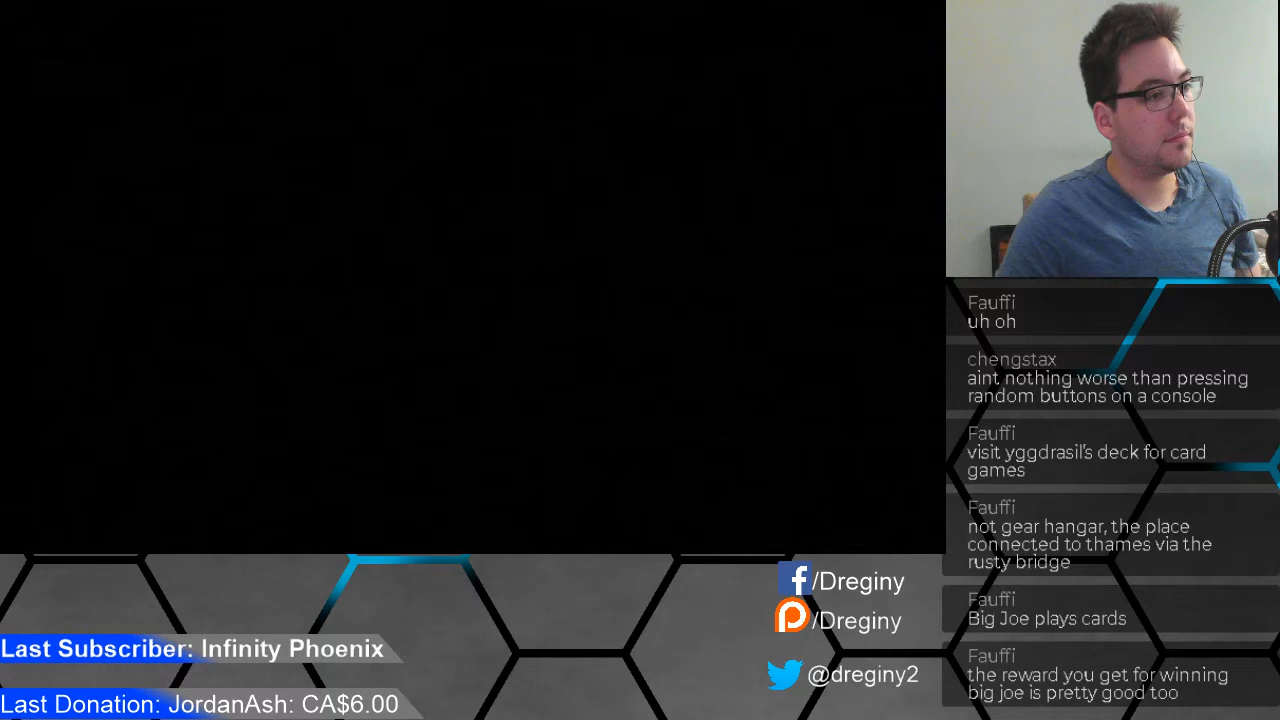 Fauffi
uh oh
chengstax
aint nothing worse than pressing
random buttons on a console
Fauffi
visit yggdrasil's deck for card
games
Fauffi
not gear hangar, the place
connected to thames via the
rusty bridge
Fauffi
Big Joe plays cards
Fauffi
the reward you get for winning
big joe is pretty good too
/Dreginy
/Dreginy
@dreginy2
Last Subscriber: Infinity Phoenix
Last Donation: JordanAsh: CA$6.00